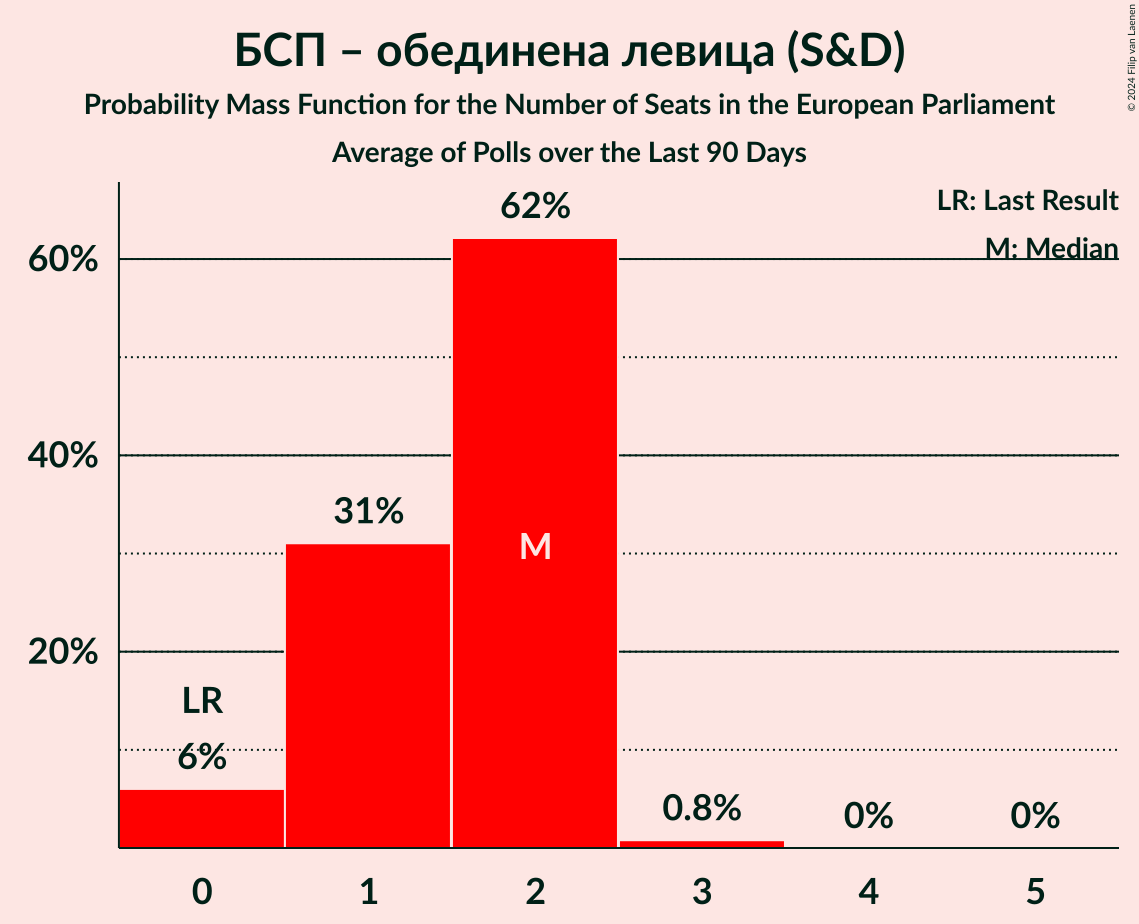 БСП – обединена левица (S&D)
Probability Mass Function for the Number of Seats in the European Parliament
Average of Polls over the Last 90 Days
© 2024 Filip van Laenen
LR: Last Result
M: Median
62%
60%
40%
31%
M
20%
LR
6%
0.8%
0%
0%
0 1 2 3 4 5